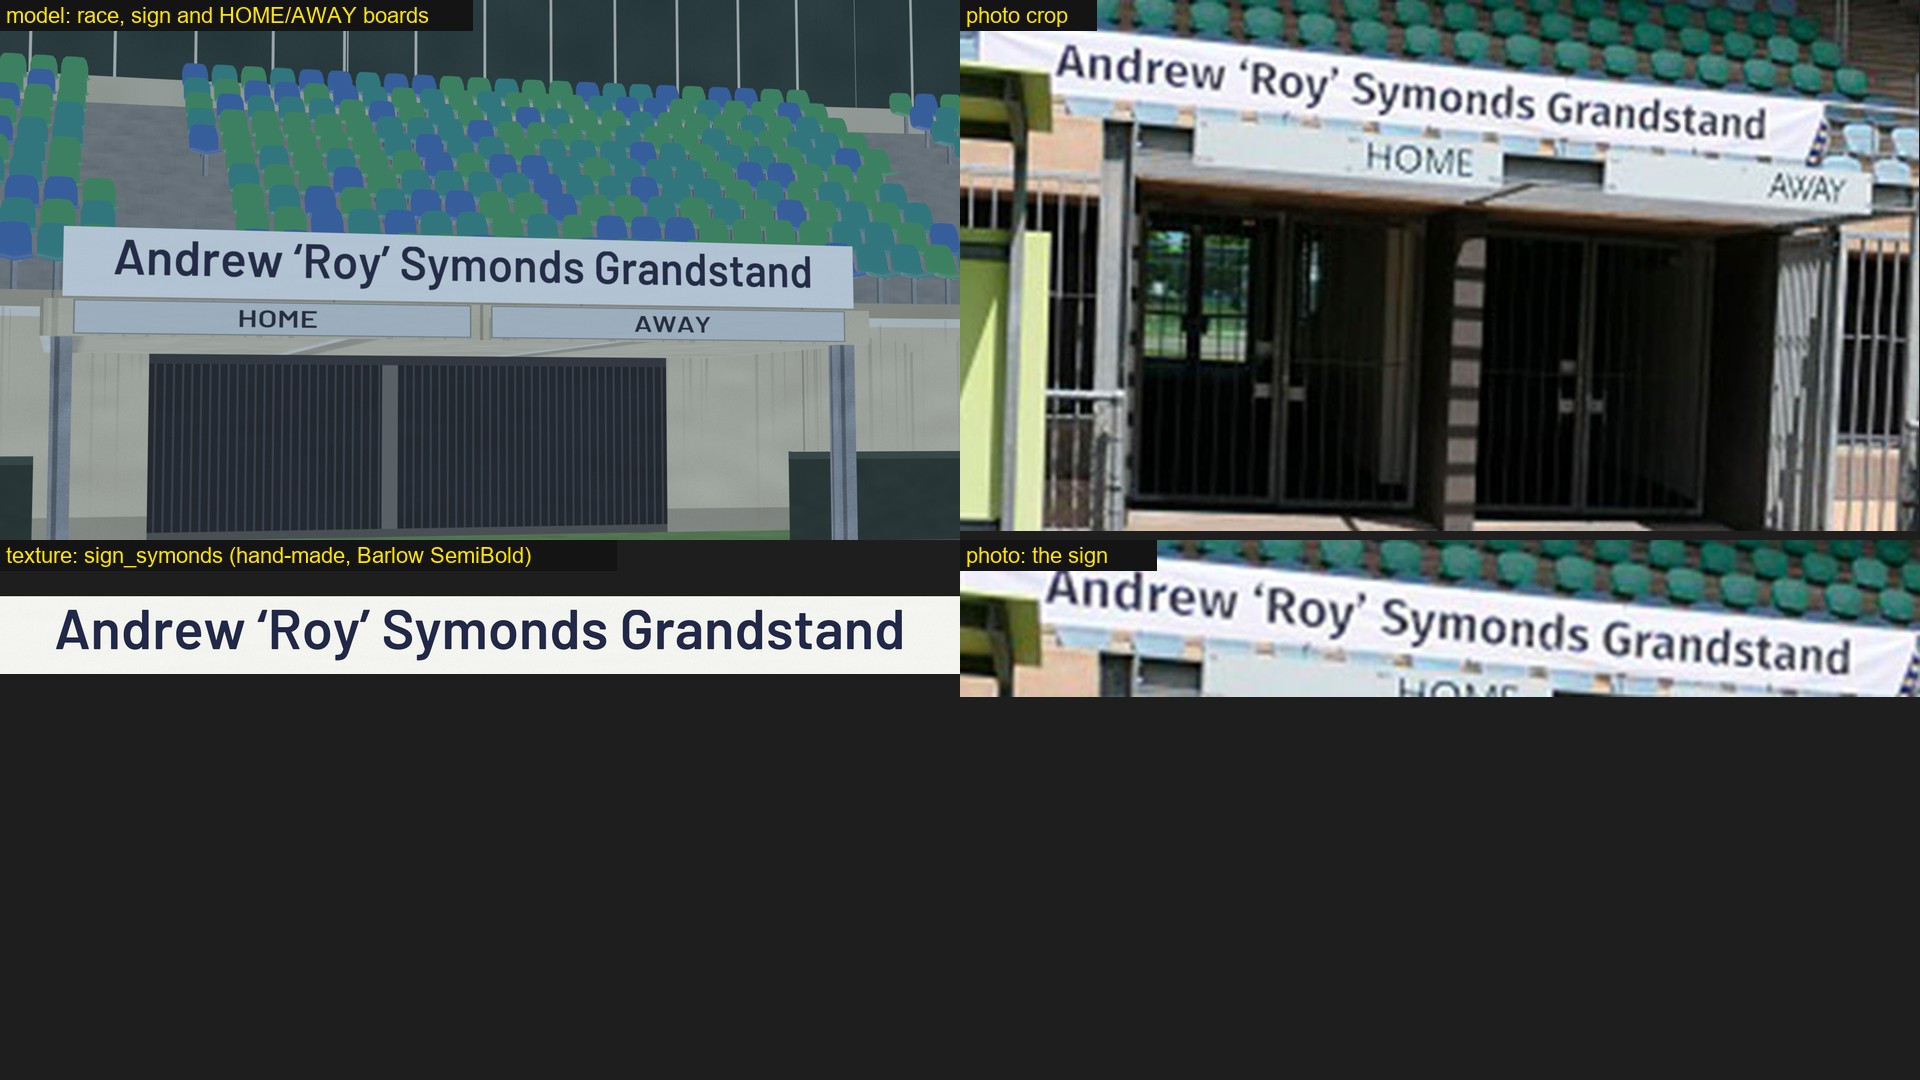 model: race, sign and HOME/AWAY boards
Andrew ‘Roy’ Symonds Grandstand
HOME
AWAY
photo crop
Andrew ‘Roy’ Symonds Grandstand
HOME
AWAY
texture: sign_symonds (hand-made, Barlow SemiBold)
Andrew ‘Roy’ Symonds Grandstand
photo: the sign
Andrew ‘Roy’ Symonds Grandstand
HOME